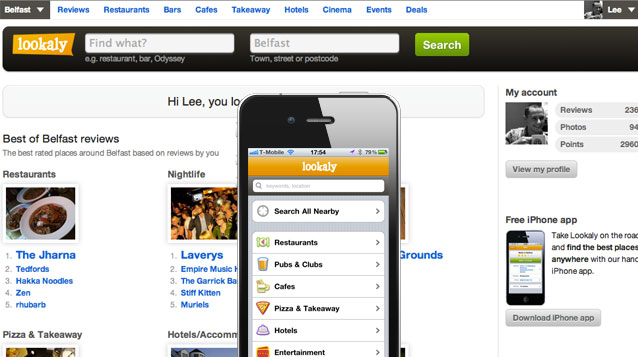 Belfast Reviews Restaurants Bars Cafes Takeaway Hotels Cinema Events Deals Lee
lookaly Find what? Belfast Search
e.g. restaurant, bar, Odyssey Town, street or postcode
Hi Lee, you lo
Best of Belfast reviews
The best rated places around Belfast based on reviews by you
Restaurants
1. The Jharna
2. Tedfords
3. Hakka Noodles
4. Zen
5. rhubarb
Nightlife
1. Laverys
2. Empire Music H
3. The Garrick Ba
4. Stiff Kitten
5. Muriels
Grounds
Pizza & Takeaway
Hotels/Accomm
T-Mobile 17:54 79%
lookaly
keywords, location
Search All Nearby
Restaurants
Pubs & Clubs
Cafes
Pizza & Takeaway
Hotels
Entertainment
My account
Reviews 236
Photos 94
Points 2960
View my profile
Free iPhone app
Take Lookaly on the road
and find the best places
anywhere with our hand
iPhone app.
Download iPhone app